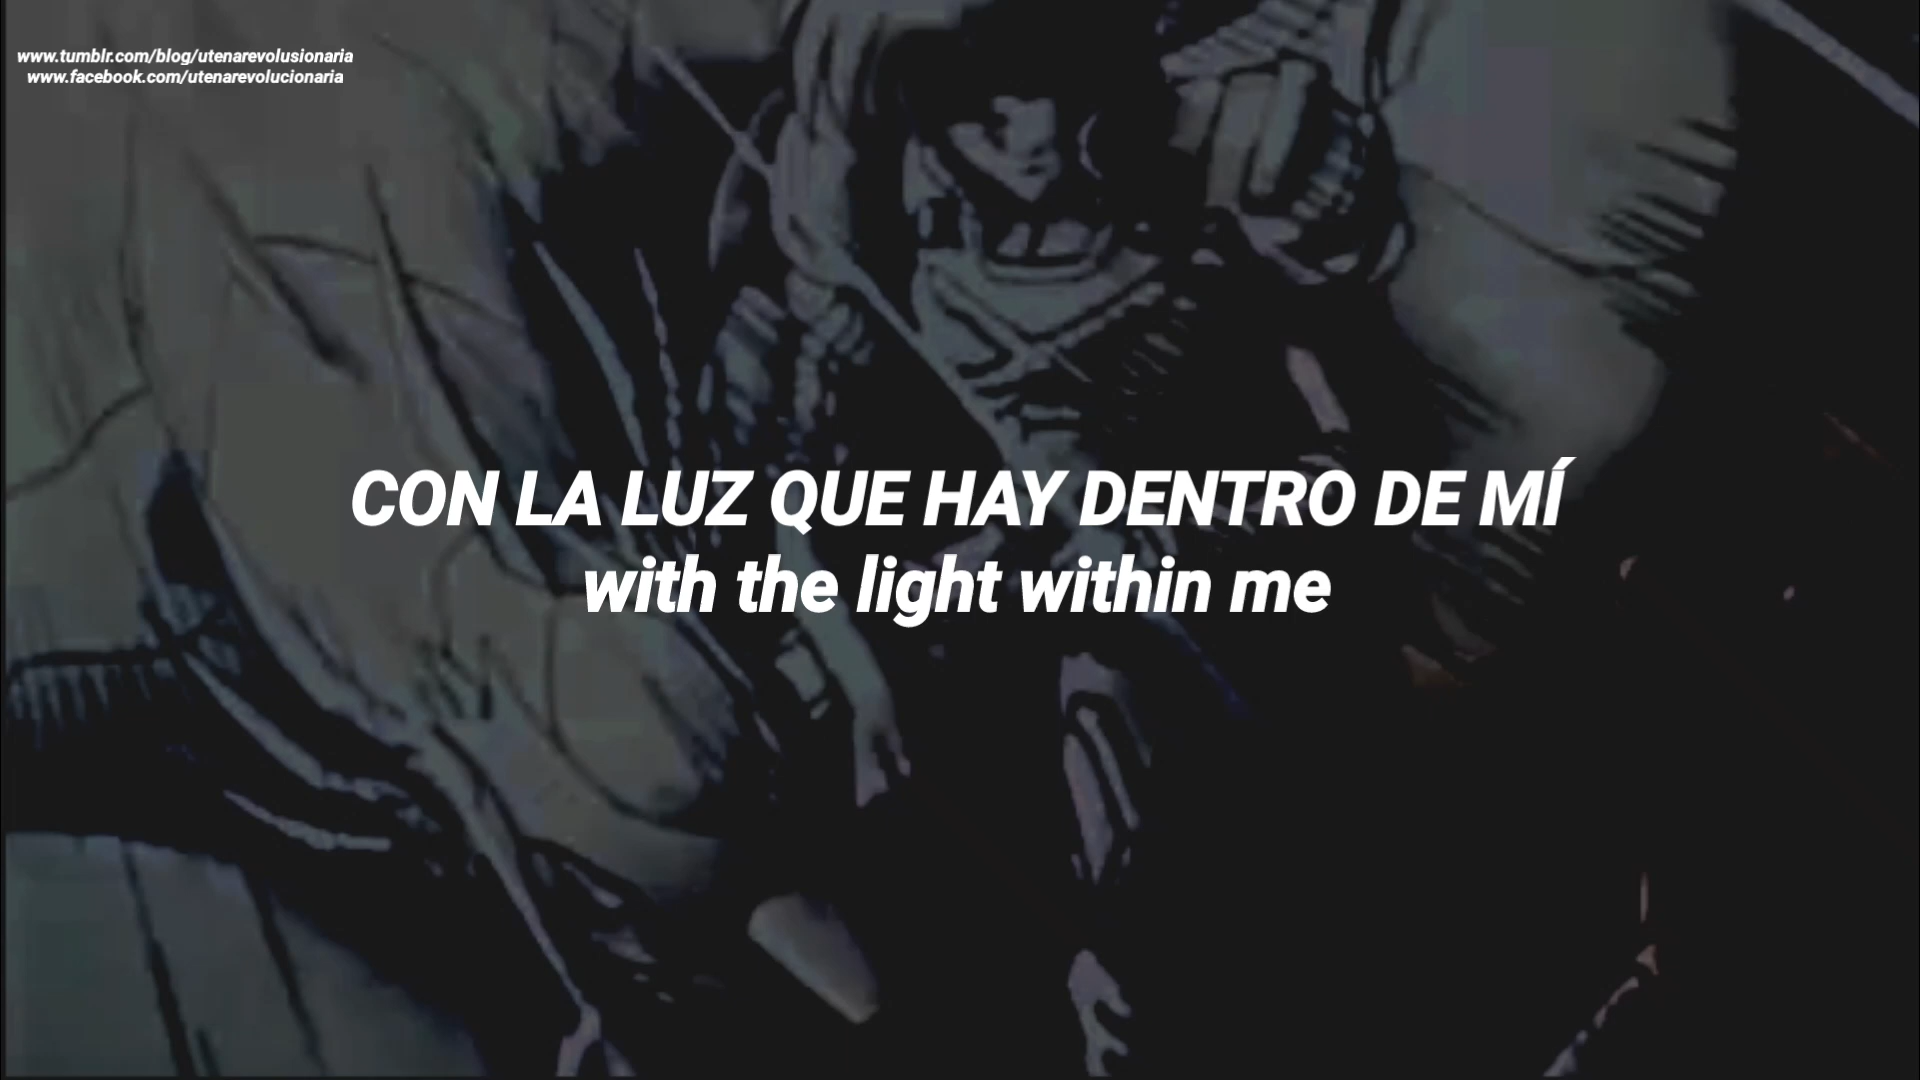 www.tumblr.com/blog/utenarevolusionaria
www.facebook.com/utenarevolucionaria
CON LA LUZ QUE HAY DENTRO DE MÍ
with the light within me